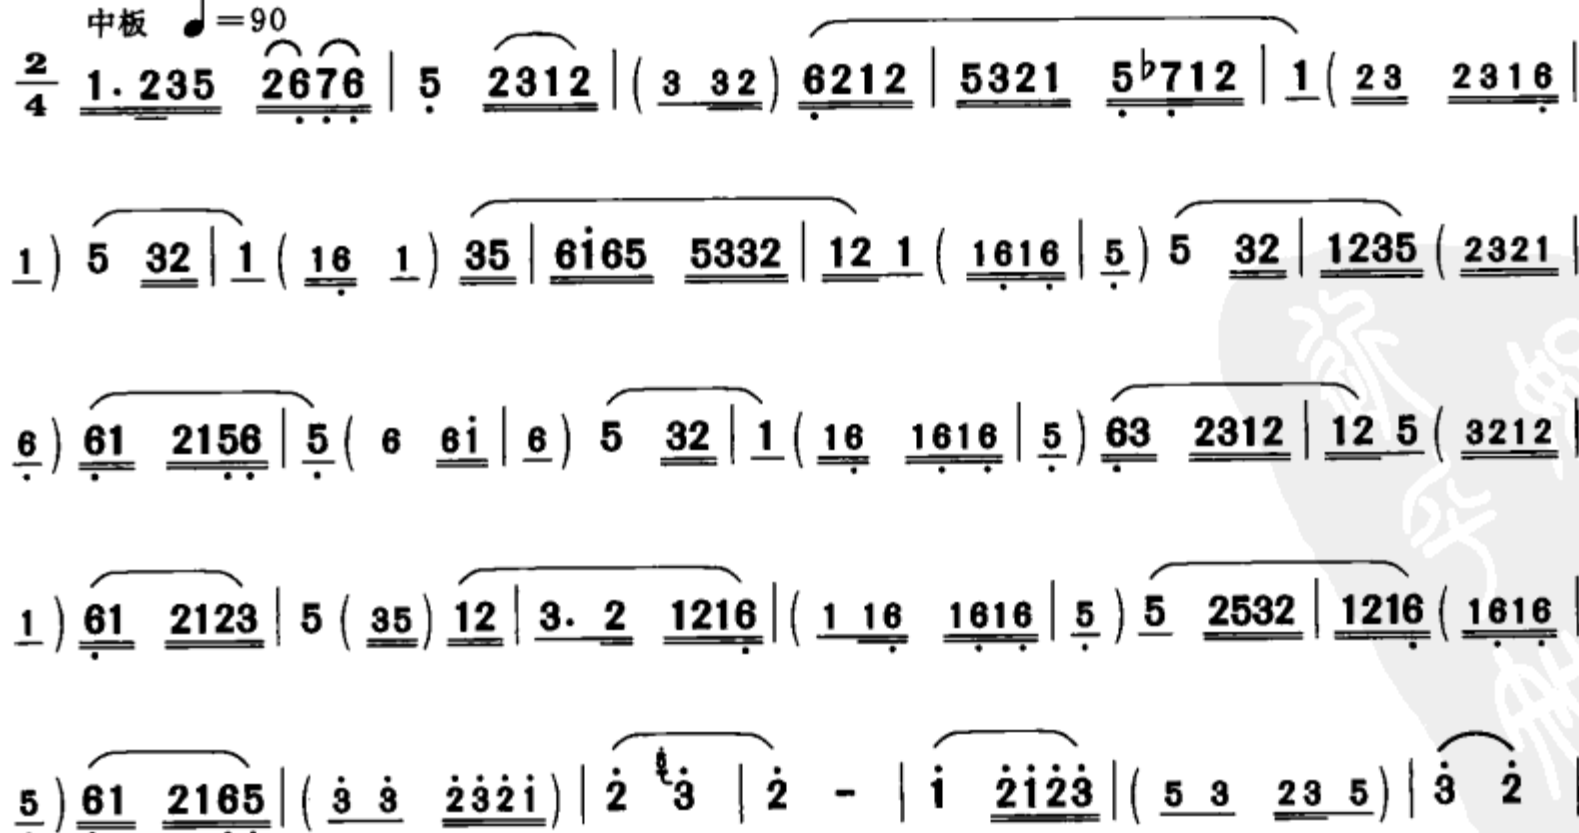 中板 ♩=90
2/4 1.235 2676 | 5 2312 | ( 3 32 ) 6212 | 5321 5♭712 | 1 ( 23 2316 |
1 ) 5 32 | 1 ( 16 1 ) 35 | 6i65 5332 | 12 1 ( 1616 | 5 ) 5 32 | 1235 ( 2321 |
6 ) 61 2156 | 5 ( 6 6i | 6 ) 5 32 | 1 ( 16 1616 | 5 ) 63 2312 | 12 5 ( 3212 |
1 ) 61 2123 | 5 ( 35 ) 12 | 3. 2 1216 | ( 1 16 1616 | 5 ) 5 2532 | 1216 ( 1616 |
5 ) 61 2165 | ( 3 3 232i ) | 2 3 | 2 - | i 2i23 | ( 5 3 23 5 ) | 3 2 |